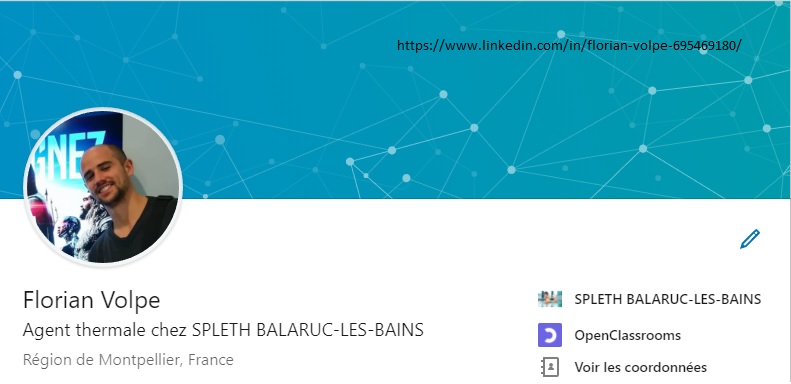 https://www.linkedin.com/in/florian-volpe-695469180/
GNEZ
Florian Volpe
Agent thermale chez SPLETH BALARUC-LES-BAINS
Région de Montpellier, France
SPLETH BALARUC-LES-BAINS
OpenClassrooms
Voir les coordonnées